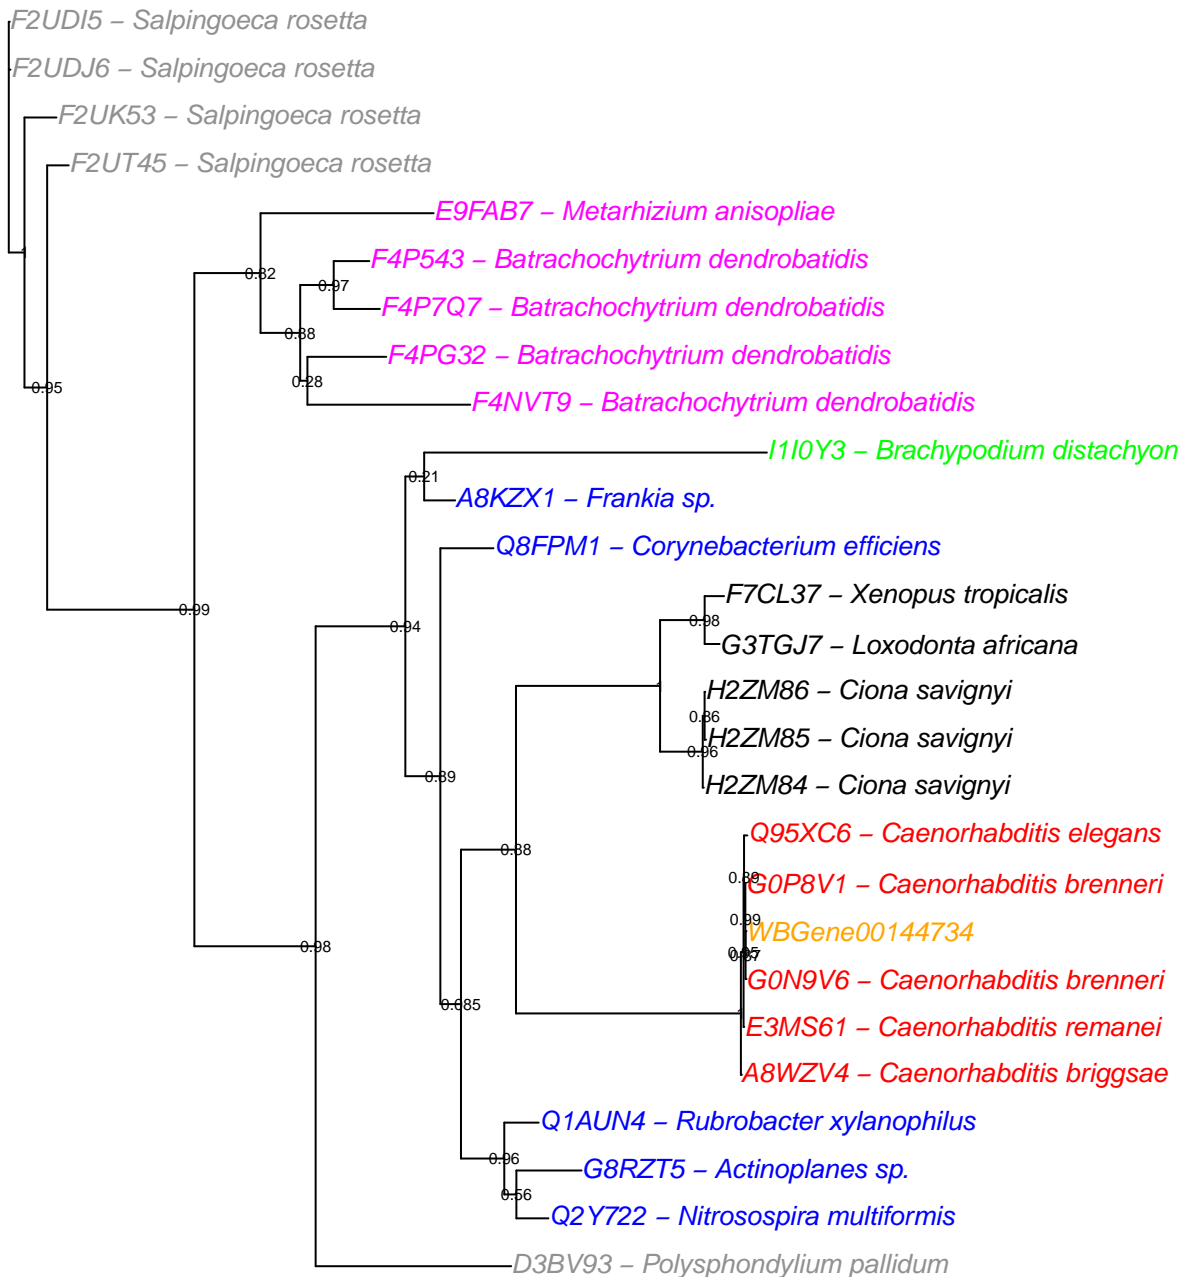 F2UDI5 – Salpingoeca rosetta
F2UDJ6 – Salpingoeca rosetta
F2UK53 – Salpingoeca rosetta
F2UT45 – Salpingoeca rosetta
E9FAB7 – Metarhizium anisopliae
1
F4P543 – Batrachochytrium dendrobatidis
0.82
0.97
F4P7Q7 – Batrachochytrium dendrobatidis
0.88
F4PG32 – Batrachochytrium dendrobatidis
0.28
0.95
F4NVT9 – Batrachochytrium dendrobatidis
I1I0Y3 – Brachypodium distachyon
0.21
A8KZX1 – Frankia sp.
Q8FPM1 – Corynebacterium efficiens
F7CL37 – Xenopus tropicalis
0.99
0.98
0.94
G3TGJ7 – Loxodonta africana
1
H2ZM86 – Ciona savignyi
0.86
H2ZM85 – Ciona savignyi
0.96
0.89
H2ZM84 – Ciona savignyi
Q95XC6 – Caenorhabditis elegans
0.88
0.89
G0P8V1 – Caenorhabditis brenneri
0.99
WBGene00144734
0.98
G0N9V6 – Caenorhabditis brenneri
0.085
1
E3MS61 – Caenorhabditis remanei
A8WZV4 – Caenorhabditis briggsae
Q1AUN4 – Rubrobacter xylanophilus
0.96
G8RZT5 – Actinoplanes sp.
0.56
Q2Y722 – Nitrosospira multiformis
D3BV93 – Polysphondylium pallidum